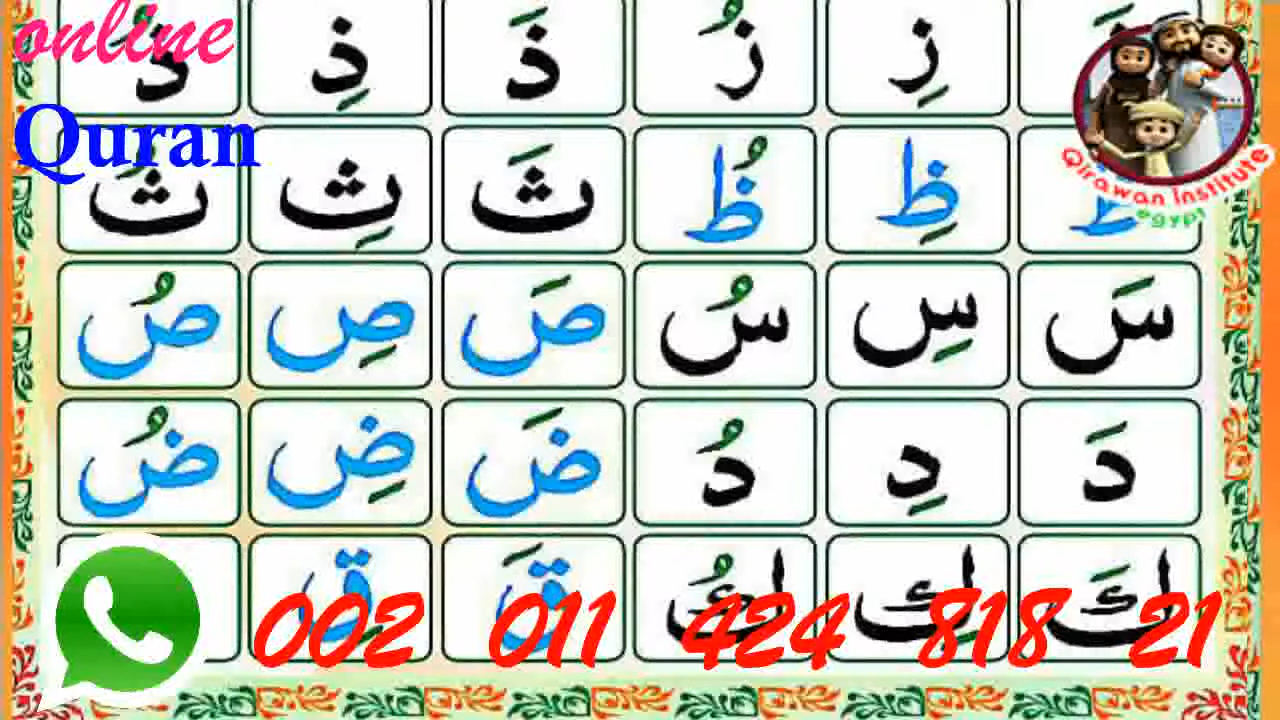 online
Quran
زِ زُ ذَ ذِ ذُ
ظَ ظِ ظُ ثَ ثِ ثُ
سَ سِ سُ صَ صِ صُ
دَ دِ دُ ضَ ضِ ضُ
كَ كِ كُ قَ قِ
002 011 424 818 21
Qirawan institute
egypt